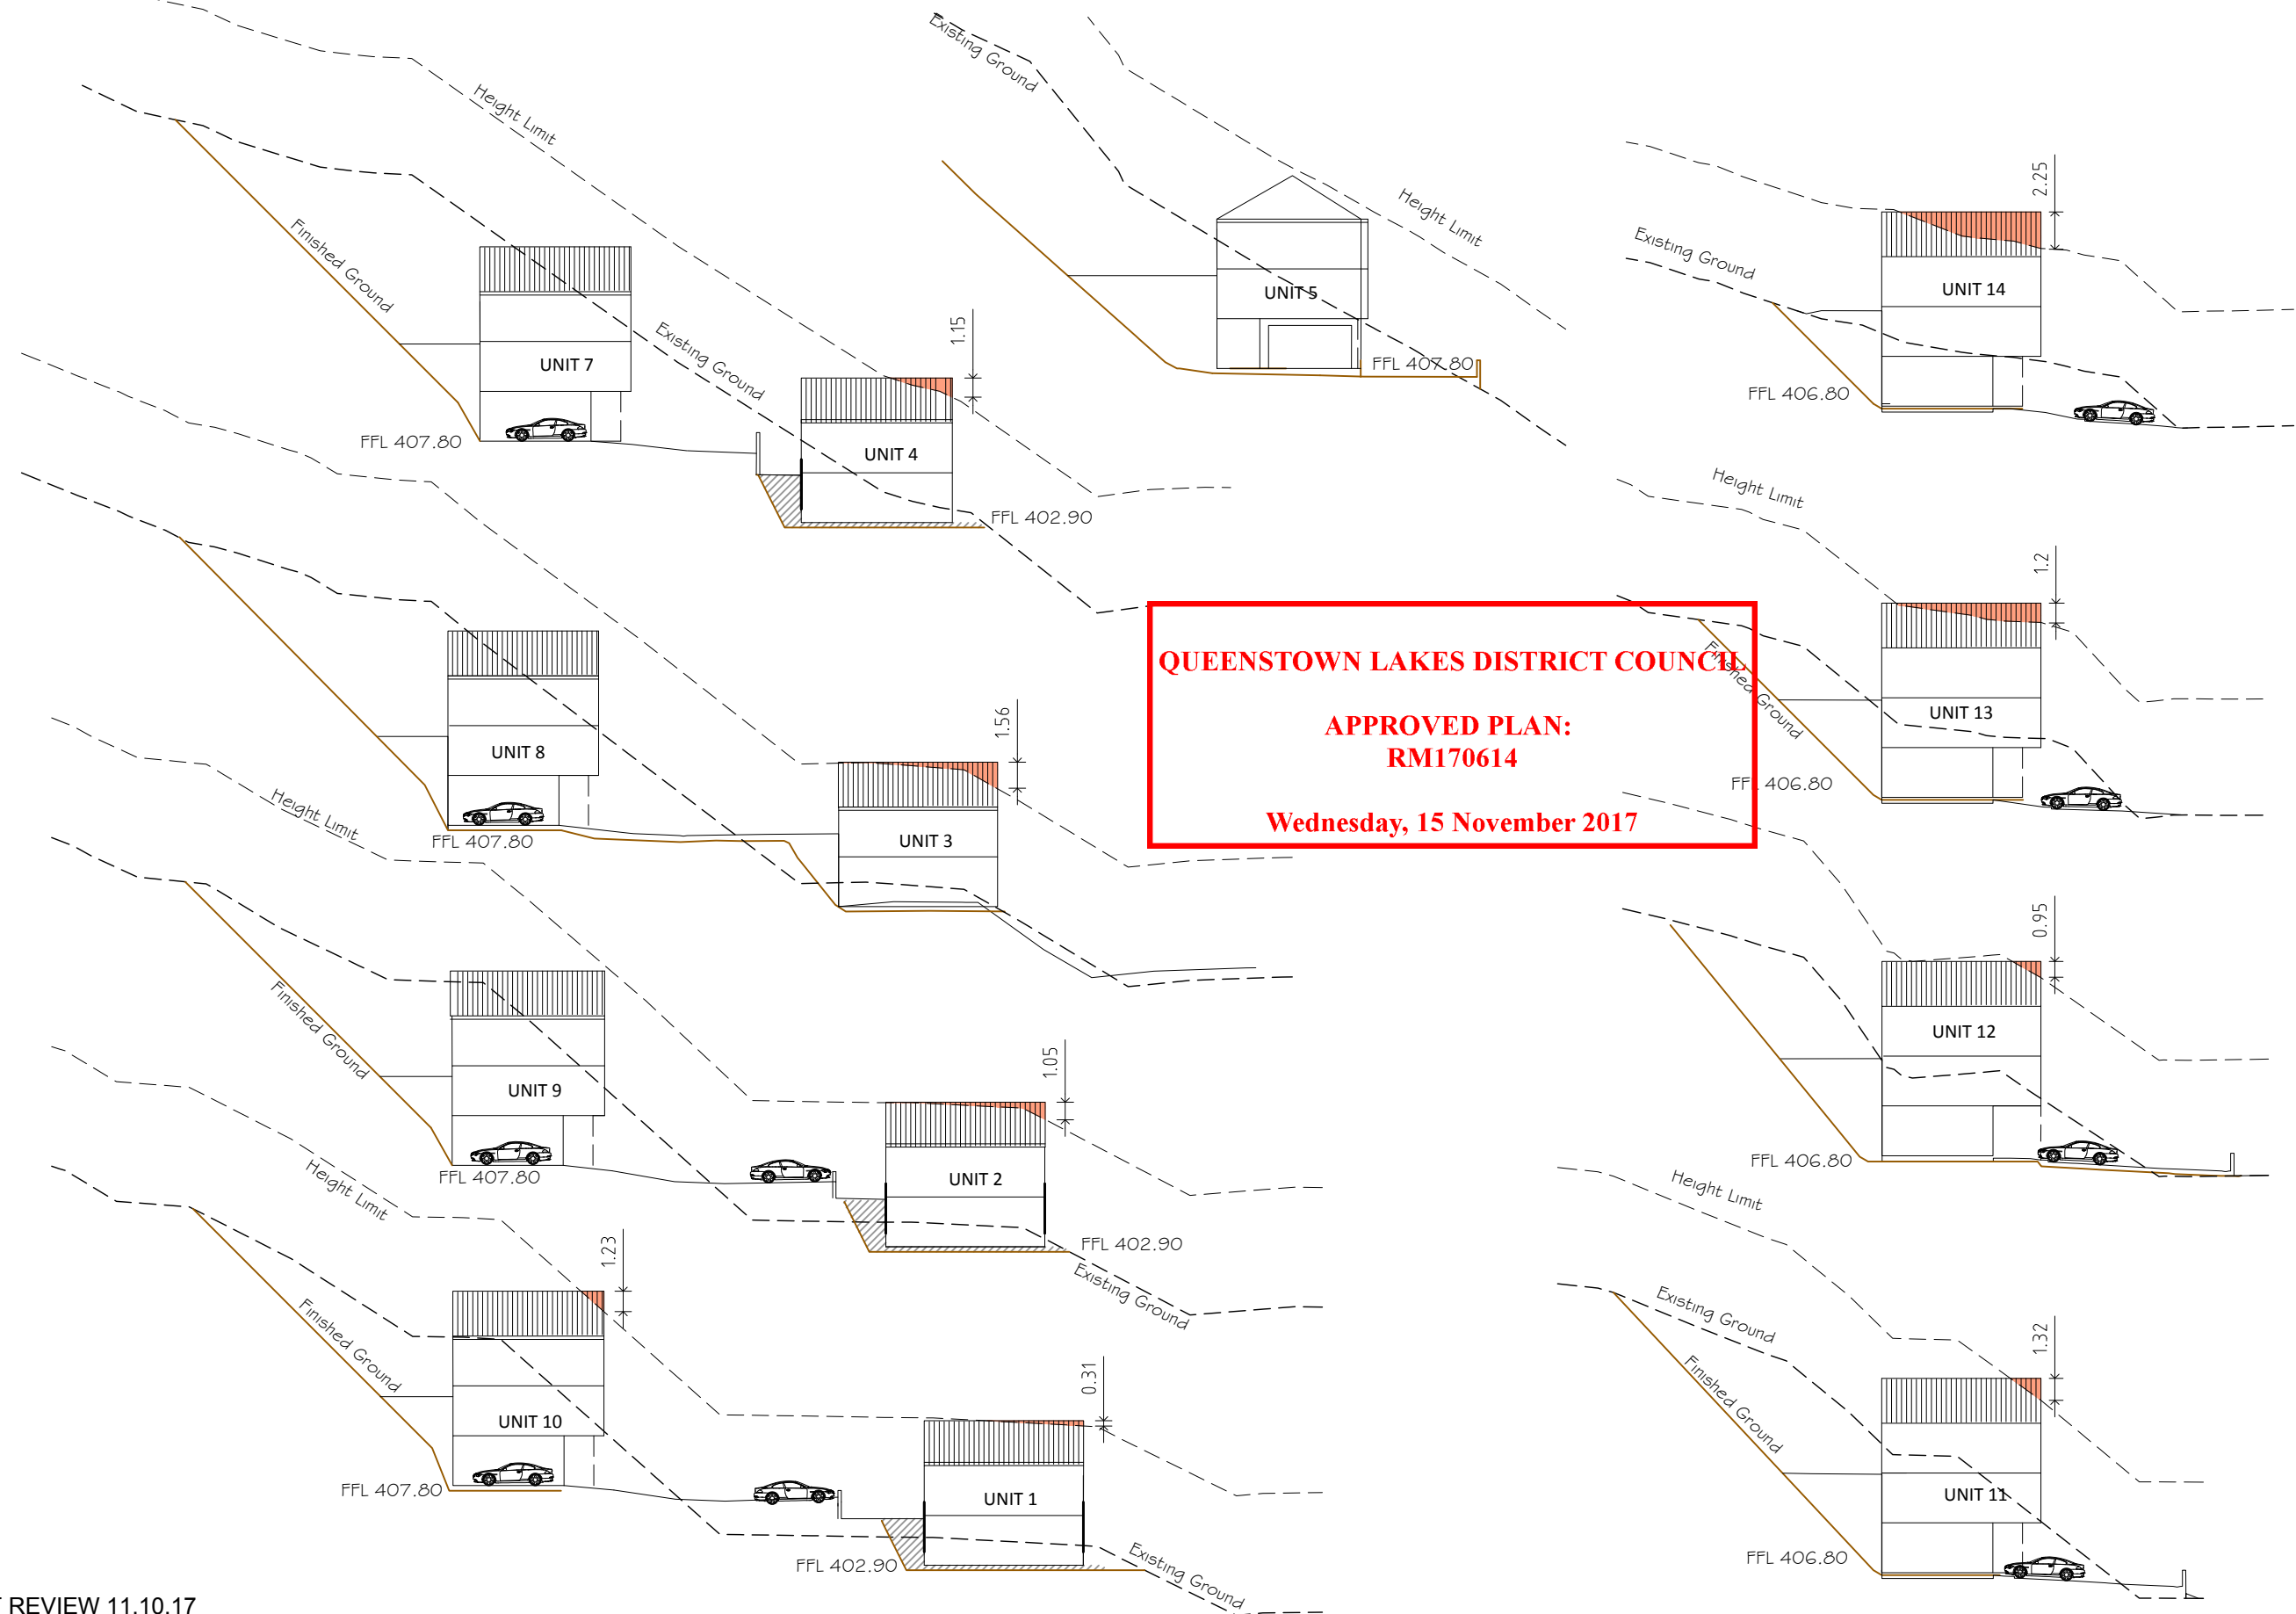 Existing Ground
Height Limit
Height Limit
Existing Ground
2.25
UNIT 14
FFL 406.80
Finished Ground
UNIT 7
FFL 407.80
Existing Ground
1.15
UNIT 4
FFL 402.90
UNIT 5
FFL 407.80
Height Limit
1.2
Finished Ground
UNIT 13
FFL 406.80
QUEENSTOWN LAKES DISTRICT COUNCIL
APPROVED PLAN:
RM170614
Wednesday, 15 November 2017
UNIT 8
FFL 407.80
1.56
UNIT 3
Height Limit
0.95
UNIT 12
FFL 406.80
Finished Ground
UNIT 9
FFL 407.80
1.05
UNIT 2
FFL 402.90
Existing Ground
Height Limit
Height Limit
Existing Ground
1.32
Finished Ground
UNIT 11
FFL 406.80
1.23
Finished Ground
UNIT 10
FFL 407.80
0.31
UNIT 1
FFL 402.90
Existing Ground
REVIEW 11.10.17